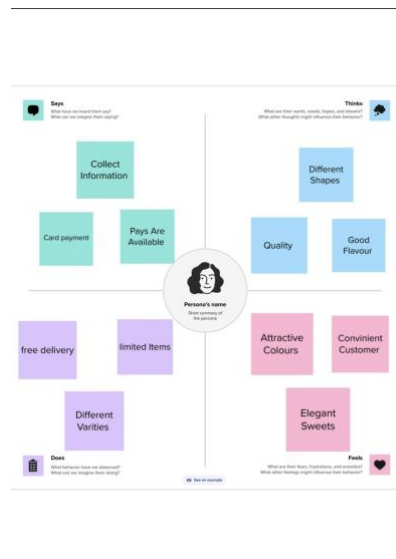 Says
What have we heard them say?
What can we imagine them saying?
Thinks
What are their wants, needs, hopes, and dreams?
What other thoughts might influence their behavior?
Collect
Information
Card payment
Pays Are
Available
Different
Shapes
Quality
Good
Flavour
Persona's name
Short summary of
the persona
free delivery
limited Items
Different
Varities
Attractive
Colours
Convinient
Customer
Elegant
Sweets
Does
What behavior have we observed?
What can we imagine them doing?
Feels
What are their fears, frustrations, and anxieties?
What other feelings might influence their behavior?
See an example